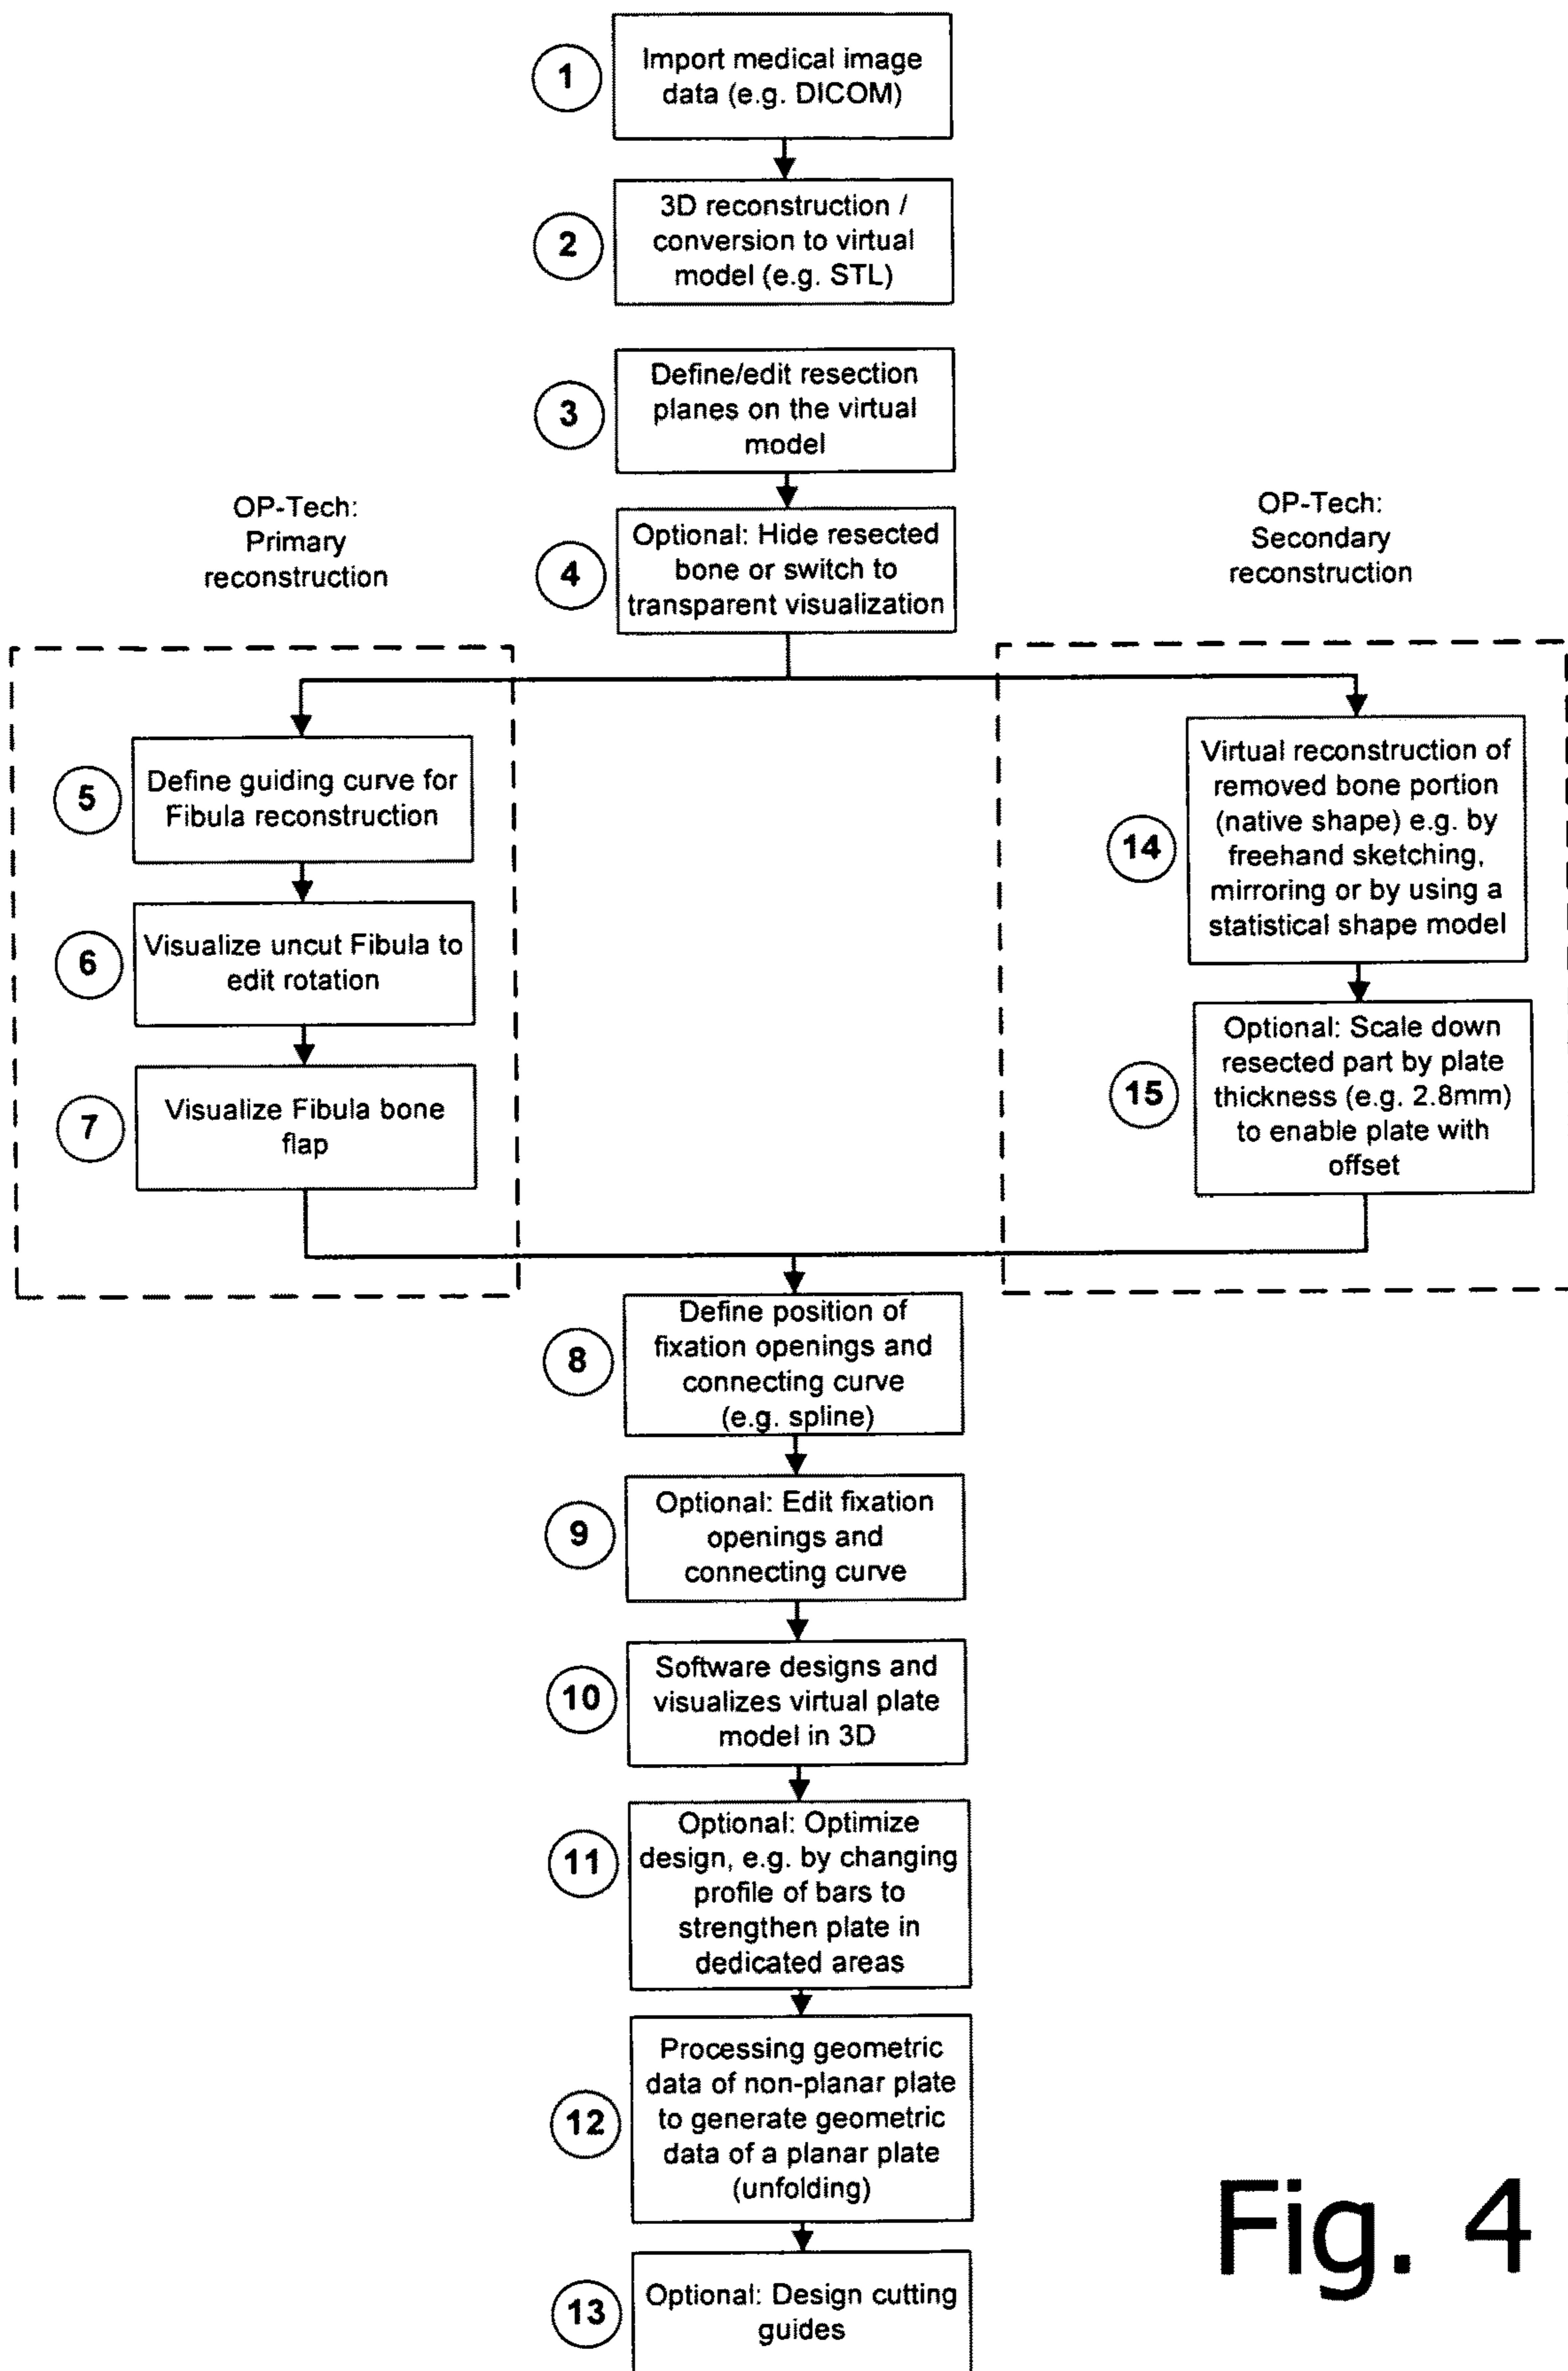 1
Import medical image
data (e.g. DICOM)
2
3D reconstruction /
conversion to virtual
model (e.g. STL)
3
Define/edit resection
planes on the virtual
model
OP-Tech:
Primary
reconstruction
4
Optional: Hide resected
bone or switch to
transparent visualization
OP-Tech:
Secondary
reconstruction
5
Define guiding curve for
Fibula reconstruction
6
Visualize uncut Fibula to
edit rotation
7
Visualize Fibula bone
flap
14
Virtual reconstruction of
removed bone portion
(native shape) e.g. by
freehand sketching,
mirroring or by using a
statistical shape model
15
Optional: Scale down
resected part by plate
thickness (e.g. 2.8mm)
to enable plate with
offset
8
Define position of
fixation openings and
connecting curve
(e.g. spline)
9
Optional: Edit fixation
openings and
connecting curve
10
Software designs and
visualizes virtual plate
model in 3D
11
Optional: Optimize
design, e.g. by changing
profile of bars to
strengthen plate in
dedicated areas
12
Processing geometric
data of non-planar plate
to generate geometric
data of a planar plate
(unfolding)
13
Optional: Design cutting
guides
Fig. 4